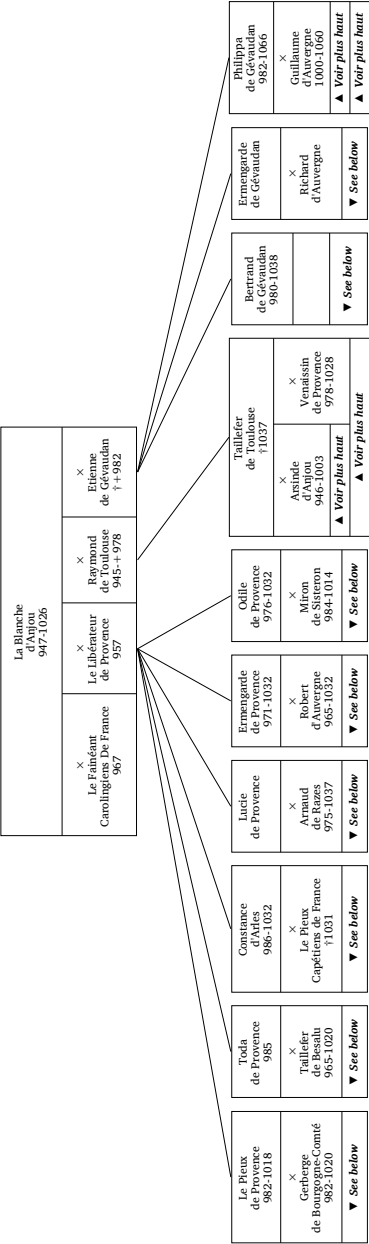 La Blanche
d'Anjou
947-1026
×
Le Fainéant
Carolingiens De France
967
×
Le Libérateur
de Provence
957
×
Raymond
de Toulouse
945-+978
×
Etienne
de Gévaudan
†+982
Le Pieux
de Provence
982-1018
×
Gerberge
de Bourgogne-Comté
982-1020
▼ See below
Toda
de Provence
985
×
Taillefer
de Besalu
965-1020
▼ See below
Constance
d'Arles
986-1032
×
Le Pieux
Capétiens de France
†1031
▼ See below
Lucie
de Provence
×
Arnaud
de Razes
975-1037
▼ See below
Ermengarde
de Provence
971-1032
×
Robert
d'Auvergne
965-1032
▼ See below
Odile
de Provence
976-1032
×
Miron
de Sisteron
984-1014
▼ See below
Taillefer
de Toulouse
†1037
×
Arsinde
d'Anjou
946-1003
▲ Voir plus haut
×
Venaissin
de Provence
978-1028
▲ Voir plus haut
Bertrand
de Gévaudan
980-1038
▼ See below
Ermengarde
de Gévaudan
×
Richard
d'Auvergne
▼ See below
Philippa
de Gévaudan
982-1066
×
Guillaume
d'Auvergne
1000-1060
▲ Voir plus haut
▲ Voir plus haut